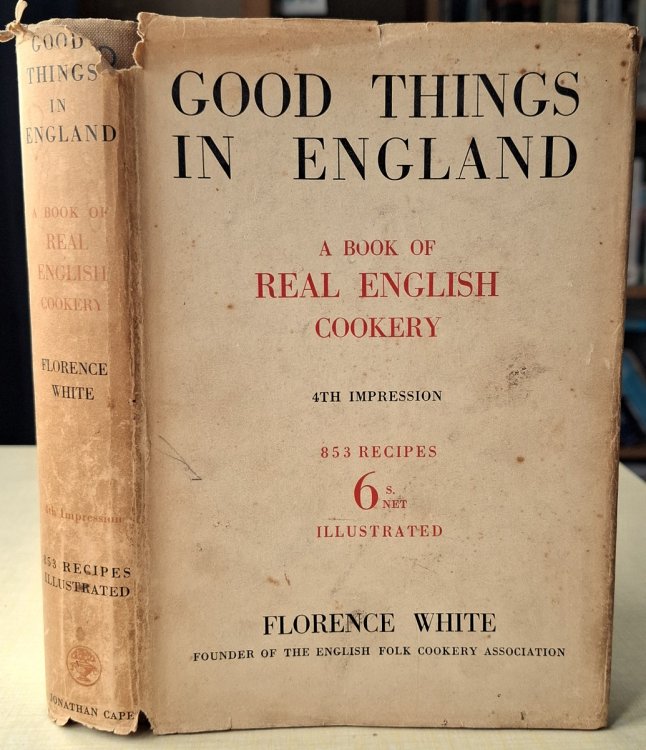 GOOD
THINGS
IN
ENGLAND
A BOOK OF
REAL
ENGLISH
COOKERY
FLORENCE
WHITE
4th Impression
853 RECIPES
ILLUSTRATED
JONATHAN CAPE
GOOD THINGS
IN ENGLAND
A BOOK OF
REAL ENGLISH
COOKERY
4TH IMPRESSION
853 RECIPES
6 S.
NET
ILLUSTRATED
FLORENCE WHITE
FOUNDER OF THE ENGLISH FOLK COOKERY ASSOCIATION